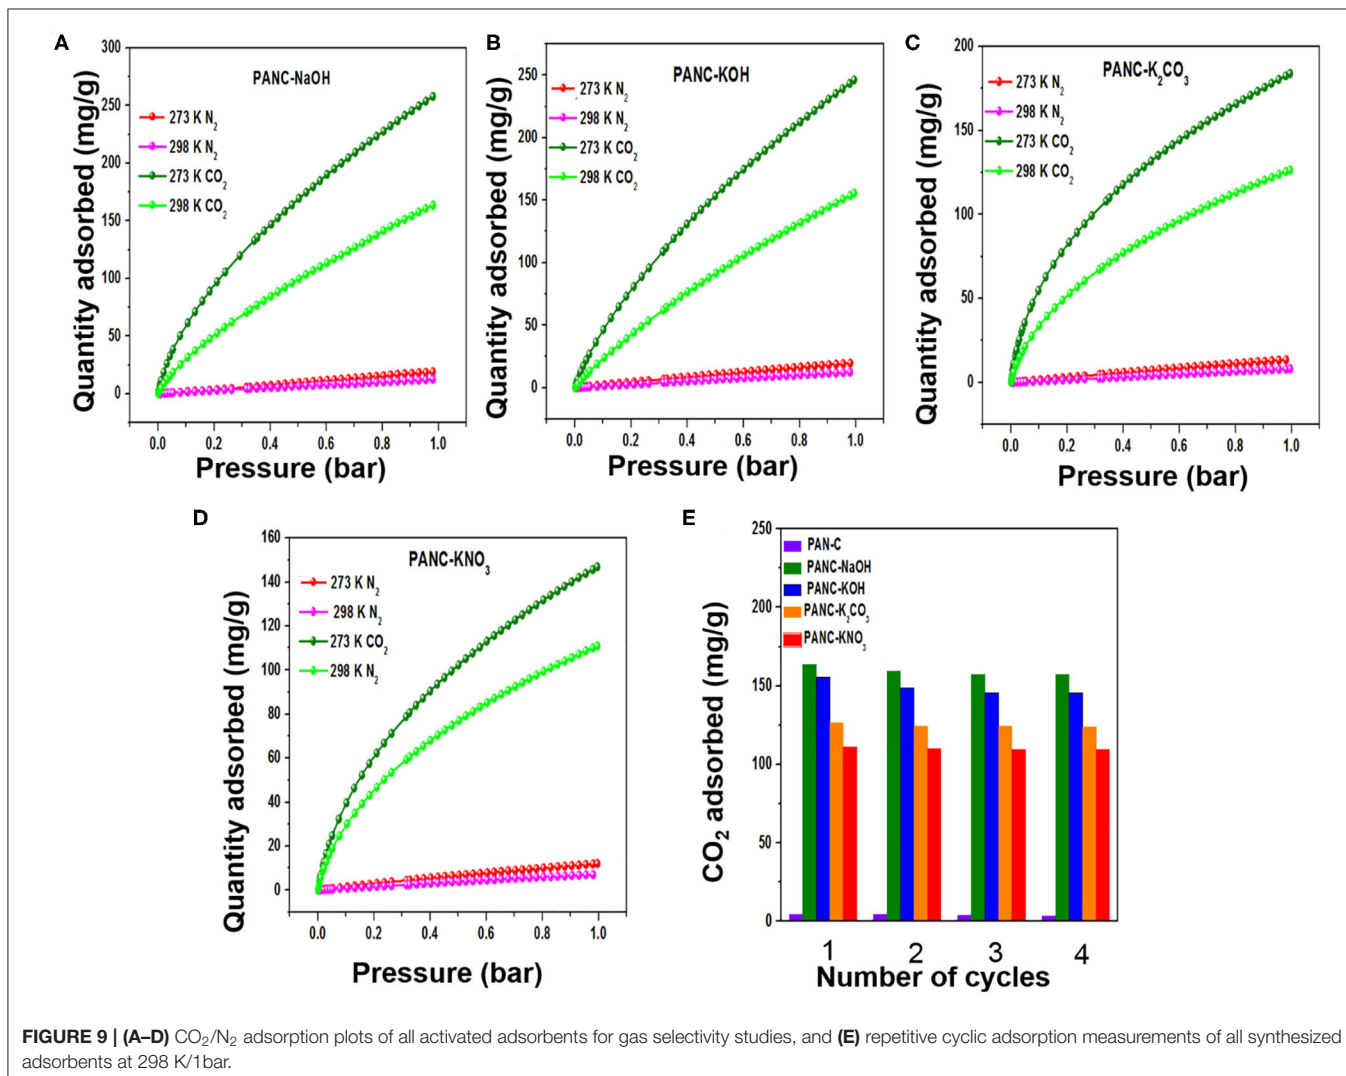 A
PANC-NaOH
273 K N₂
298 K N₂
273 K CO₂
298 K CO₂
Quantity adsorbed (mg/g)
300
250
200
150
100
50
0
0.0 0.2 0.4 0.6 0.8 1.0
Pressure (bar)
B
PANC-KOH
273 K N₂
298 K N₂
273 K CO₂
298 K CO₂
Quantity adsorbed (mg/g)
250
200
150
100
50
0
0.0 0.2 0.4 0.6 0.8 1.0
Pressure (bar)
C
PANC-K₂CO₃
273 K N₂
298 K N₂
273 K CO₂
298 K CO₂
Quantity adsorbed (mg/g)
200
150
100
50
0
0.0 0.2 0.4 0.6 0.8 1.0
Pressure (bar)
D
PANC-KNO₃
273 K N₂
298 K N₂
273 K CO₂
298 K N₂
Quantity adsorbed (mg/g)
160
140
120
100
80
60
40
20
0
0.0 0.2 0.4 0.6 0.8 1.0
Pressure (bar)
E
PAN-C
PANC-NaOH
PANC-KOH
PANC-K₂CO₃
PANC-KNO₃
CO₂ adsorbed (mg/g)
250
200
150
100
50
0
1 2 3 4
Number of cycles
FIGURE 9 | (A–D) CO₂/N₂ adsorption plots of all activated adsorbents for gas selectivity studies, and (E) repetitive cyclic adsorption measurements of all synthesized
adsorbents at 298 K/1bar.